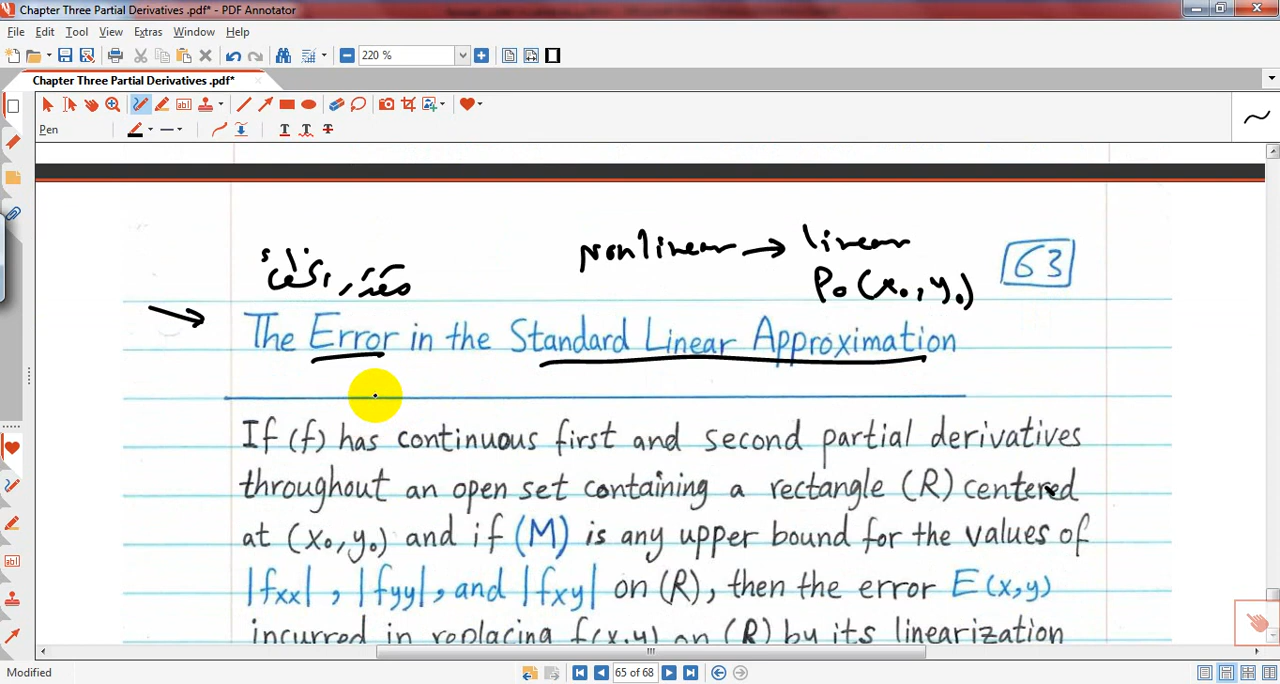 Chapter Three Partial Derivatives .pdf* - PDF Annotator
File Edit Tool View Extras Window Help
220 %
Chapter Three Partial Derivatives .pdf*
Pen
nonlinear → linear
P₀(x₀, y₀)
63
The Error in the Standard Linear Approximation
If (f) has continuous first and second partial derivatives
throughout an open set containing a rectangle (R) centered
at (x₀, y₀) and if (M) is any upper bound for the values of
|fxx|, |fyy|, and |fxy| on (R), then the error E(x,y)
incurred in replacing f(x,y) on (R) by its linearization
Modified
65 of 68